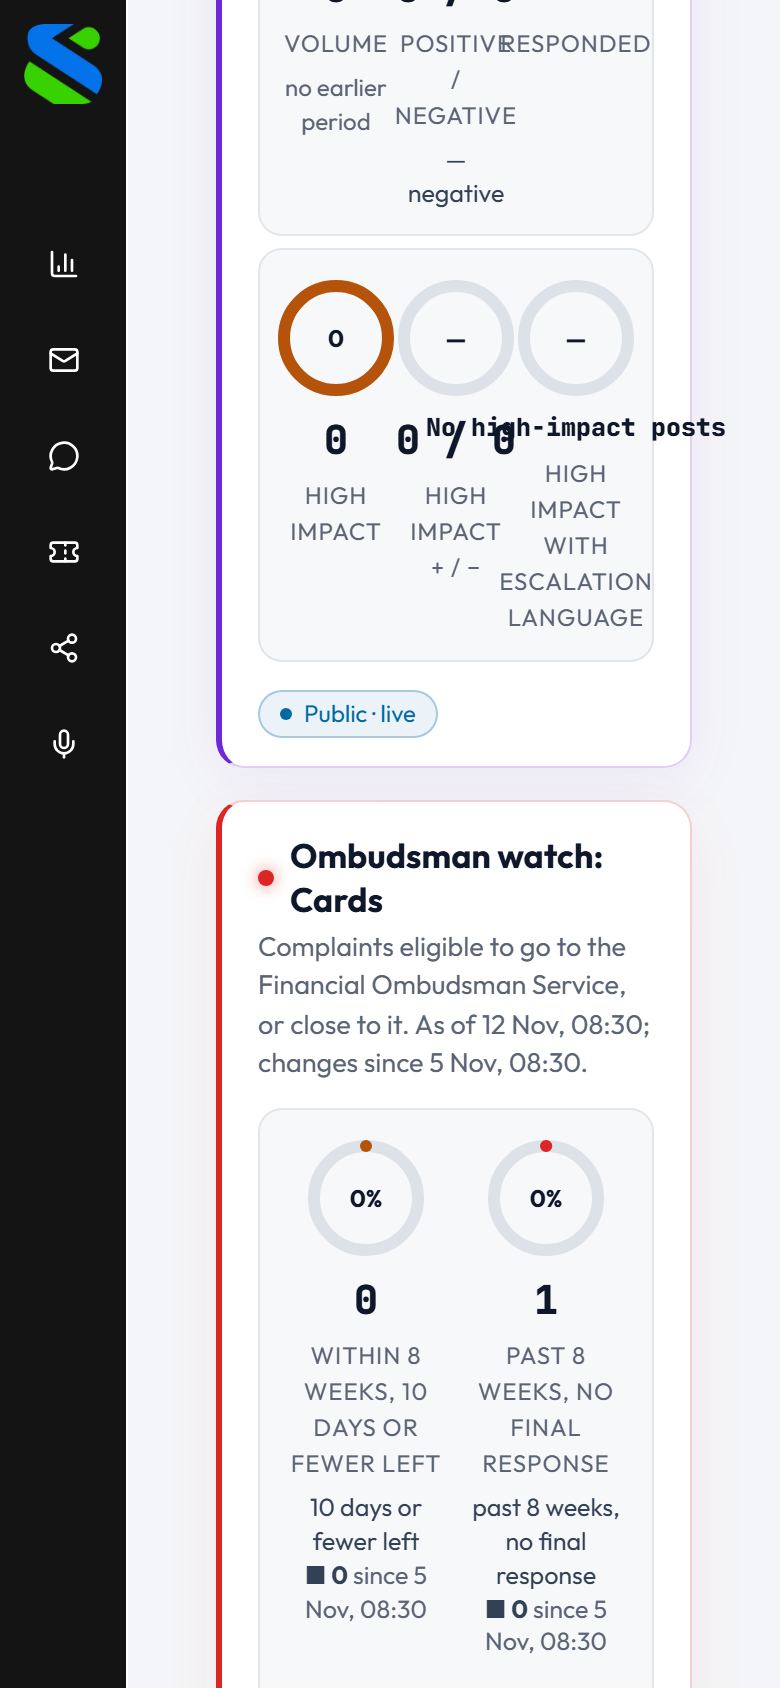 VOLUME POSITIVE RESPONDED
no earlier /
period NEGATIVE
—
negative
0 – –
0 0 / 0 No high-impact posts
HIGH IMPACT
HIGH IMPACT + / −
HIGH IMPACT WITH ESCALATION LANGUAGE
Public · live
Ombudsman watch:
Cards
Complaints eligible to go to the
Financial Ombudsman Service,
or close to it. As of 12 Nov, 08:30;
changes since 5 Nov, 08:30.
0% 0%
0 1
WITHIN 8 PAST 8
WEEKS, 10 WEEKS, NO
DAYS OR FINAL
FEWER LEFT RESPONSE
10 days or past 8 weeks,
fewer left no final
■ 0 since 5 response
Nov, 08:30 ■ 0 since 5
Nov, 08:30